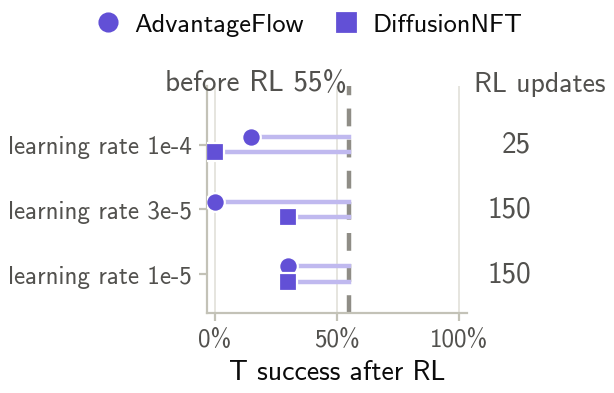 AdvantageFlow DiffusionNFT
before RL 55% RL updates
learning rate 1e-4 25
learning rate 3e-5 150
learning rate 1e-5 150
0% 50% 100%
T success after RL